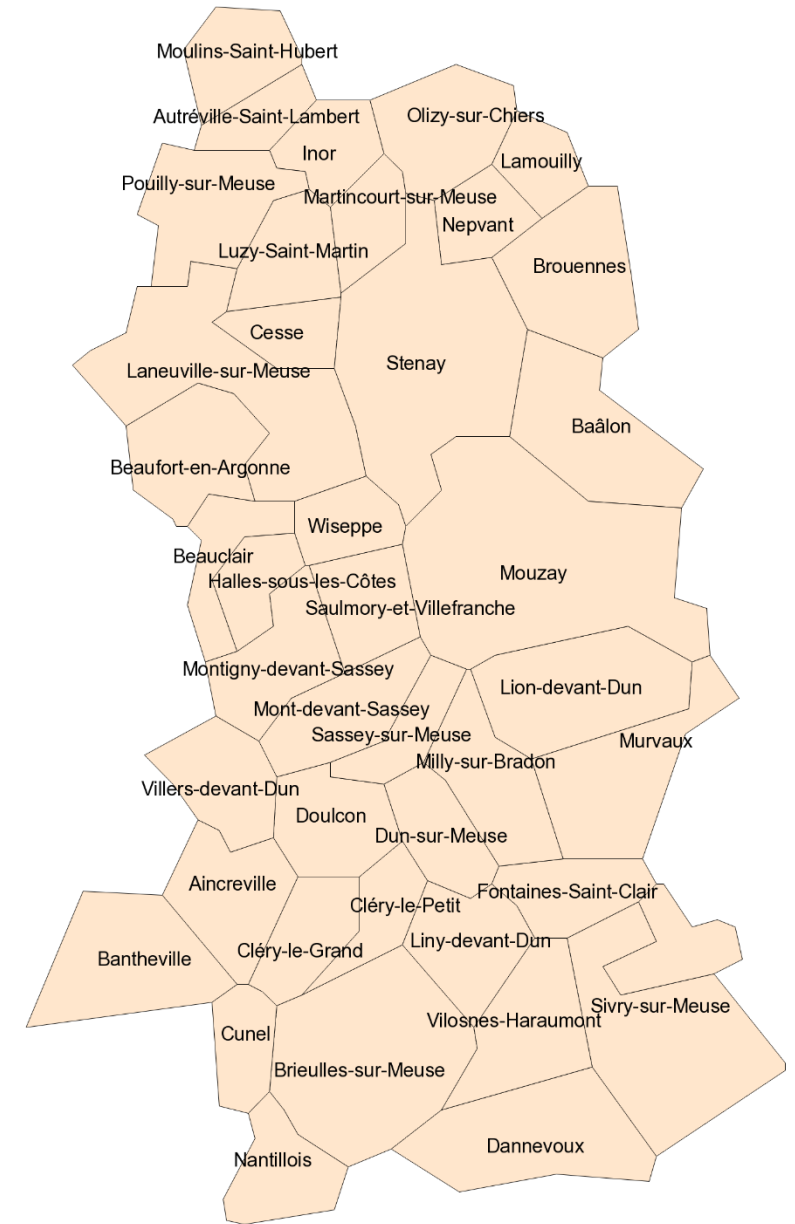 Moulins-Saint-Hubert
Autréville-Saint-Lambert
Olizy-sur-Chiers
Inor
Lamouilly
Pouilly-sur-Meuse
Martincourt-sur-Meuse
Nepvant
Luzy-Saint-Martin
Brouennes
Cesse
Stenay
Laneuville-sur-Meuse
Baâlon
Beaufort-en-Argonne
Wiseppe
Beauclair
Mouzay
Halles-sous-les-Côtes
Saulmory-et-Villefranche
Montigny-devant-Sassey
Lion-devant-Dun
Mont-devant-Sassey
Sassey-sur-Meuse
Murvaux
Milly-sur-Bradon
Villers-devant-Dun
Doulcon
Dun-sur-Meuse
Aincreville
Fontaines-Saint-Clair
Cléry-le-Petit
Liny-devant-Dun
Cléry-le-Grand
Bantheville
Sivry-sur-Meuse
Vilosnes-Haraumont
Cunel
Brieulles-sur-Meuse
Dannevoux
Nantillois